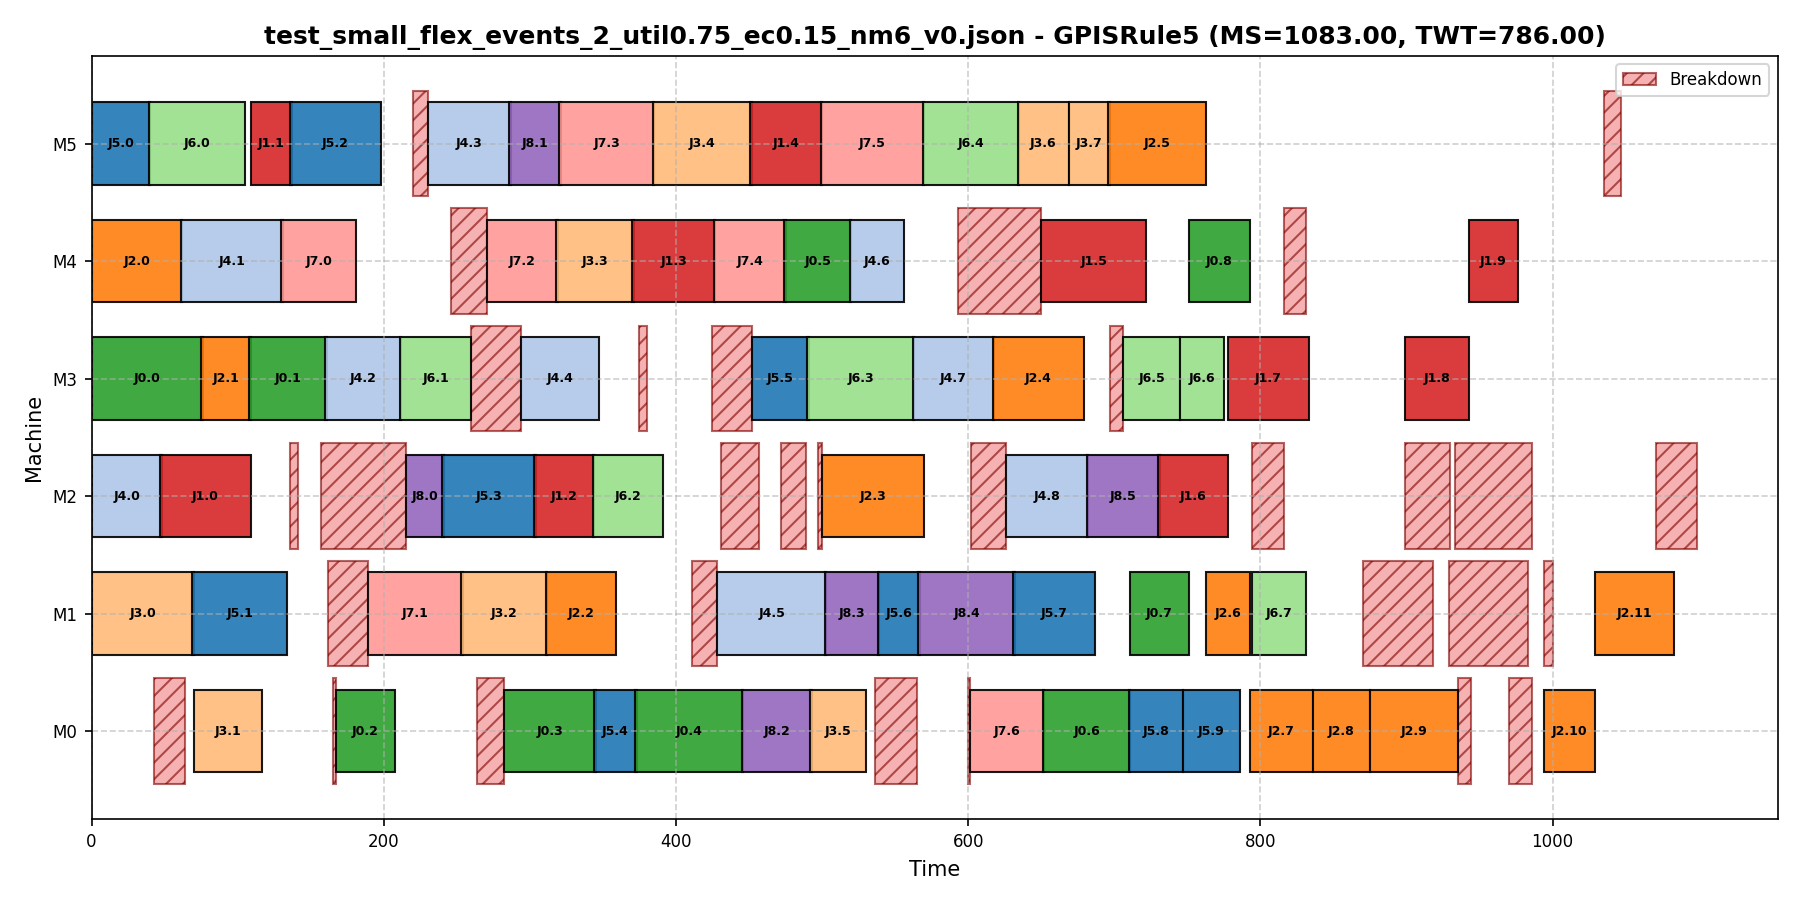 test_small_flex_events_2_util0.75_ec0.15_nm6_v0.json - GPISRule5 (MS=1083.00, TWT=786.00)
Breakdown
Machine
M5
J5.0 J6.0 J1.1 J5.2 J4.3 J8.1 J7.3 J3.4 J1.4 J7.5 J6.4 J3.6 J3.7 J2.5
M4
J2.0 J4.1 J7.0 J7.2 J3.3 J1.3 J7.4 J0.5 J4.6 J1.5 J0.8 J1.9
M3
J0.0 J2.1 J0.1 J4.2 J6.1 J4.4 J5.5 J6.3 J4.7 J2.4 J6.5 J6.6 J1.7 J1.8
M2
J4.0 J1.0 J8.0 J5.3 J1.2 J6.2 J2.3 J4.8 J8.5 J1.6
M1
J3.0 J5.1 J7.1 J3.2 J2.2 J4.5 J8.3 J5.6 J8.4 J5.7 J0.7 J2.6 J6.7 J2.11
M0
J3.1 J0.2 J0.3 J5.4 J0.4 J8.2 J3.5 J7.6 J0.6 J5.8 J5.9 J2.7 J2.8 J2.9 J2.10
0 200 400 600 800 1000
Time